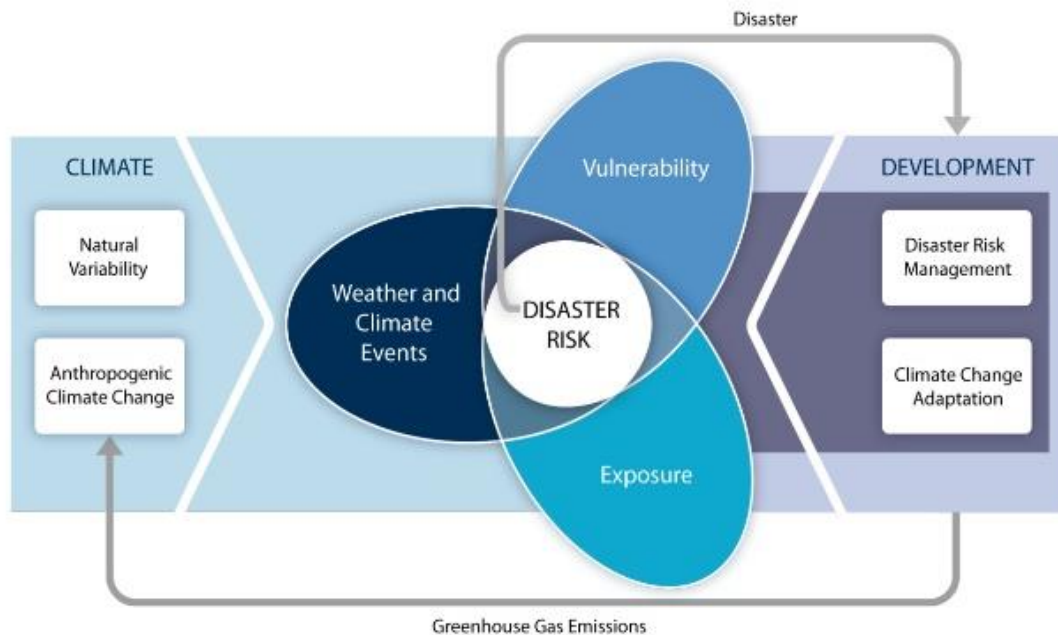 Disaster
CLIMATE
Natural
Variability
Anthropogenic
Climate Change
Vulnerability
Weather and
Climate
Events
DISASTER
RISK
Exposure
DEVELOPMENT
Disaster Risk
Management
Climate Change
Adaptation
Greenhouse Gas Emissions